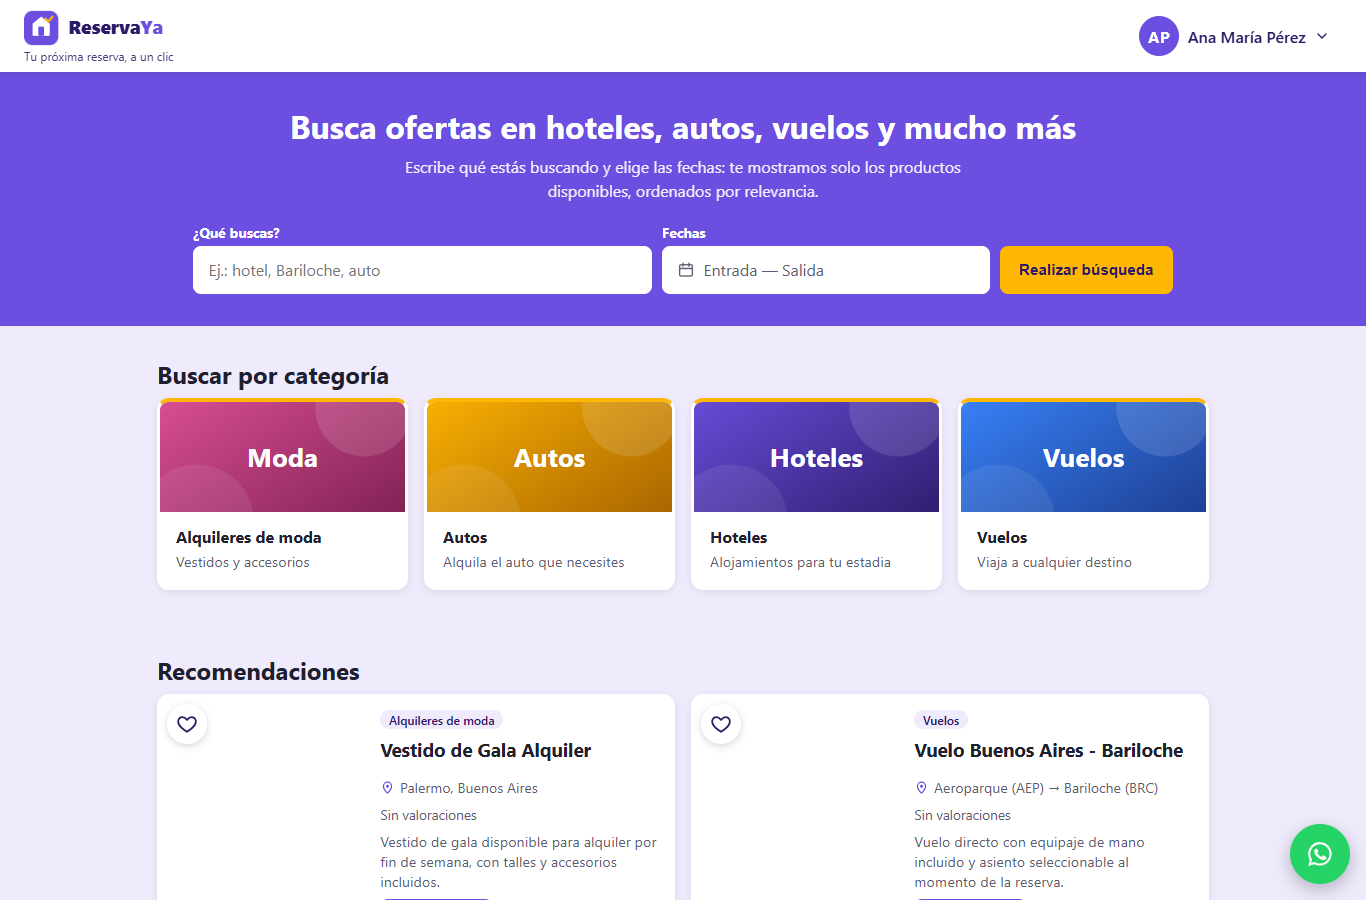 ReservaYa
Tu próxima reserva, a un clic
AP
Ana María Pérez
Busca ofertas en hoteles, autos, vuelos y mucho más
Escribe qué estás buscando y elige las fechas: te mostramos solo los productos
disponibles, ordenados por relevancia.
¿Qué buscas?
Fechas
Ej.: hotel, Bariloche, auto
Entrada — Salida
Realizar búsqueda
Buscar por categoría
Moda
Alquileres de moda
Vestidos y accesorios
Autos
Autos
Alquila el auto que necesites
Hoteles
Hoteles
Alojamientos para tu estadia
Vuelos
Vuelos
Viaja a cualquier destino
Recomendaciones
Alquileres de moda
Vestido de Gala Alquiler
Palermo, Buenos Aires
Sin valoraciones
Vestido de gala disponible para alquiler por
fin de semana, con talles y accesorios
incluidos.
Vuelos
Vuelo Buenos Aires - Bariloche
Aeroparque (AEP) → Bariloche (BRC)
Sin valoraciones
Vuelo directo con equipaje de mano
incluido y asiento seleccionable al
momento de la reserva.